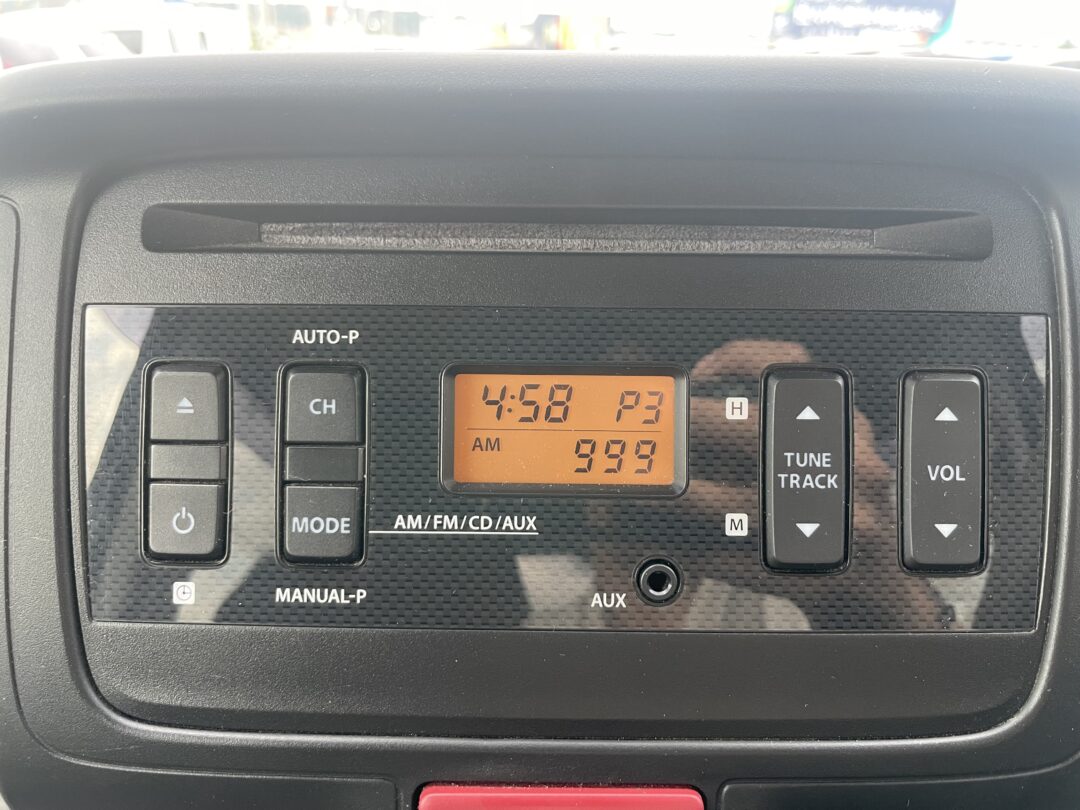 AUTO-P
CH
4:58 P3
AM 999
H
TUNE
TRACK
VOL
MODE
AM/FM/CD/AUX
M
MANUAL-P
AUX